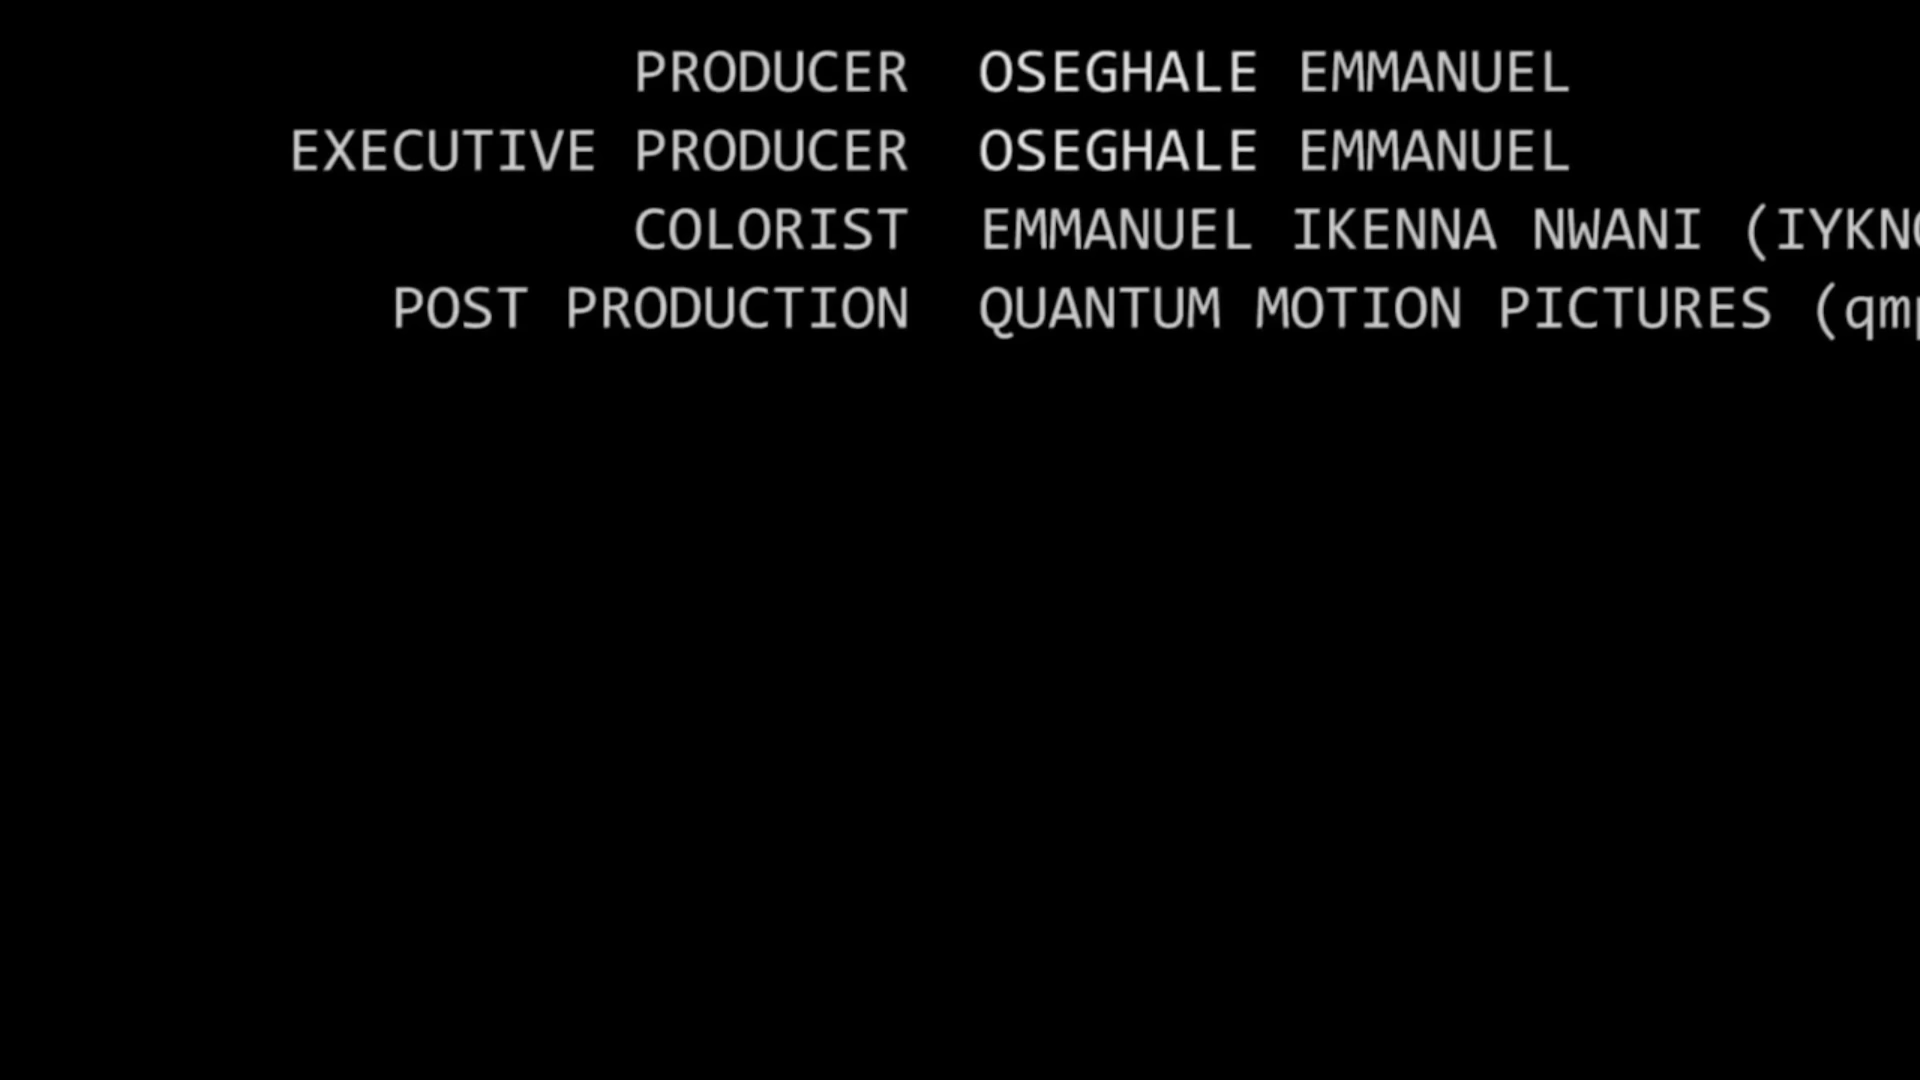 PRODUCER OSEGHALE EMMANUEL
EXECUTIVE PRODUCER OSEGHALE EMMANUEL
COLORIST EMMANUEL IKENNA NWANI
POST PRODUCTION QUANTUM MOTION PICTURES